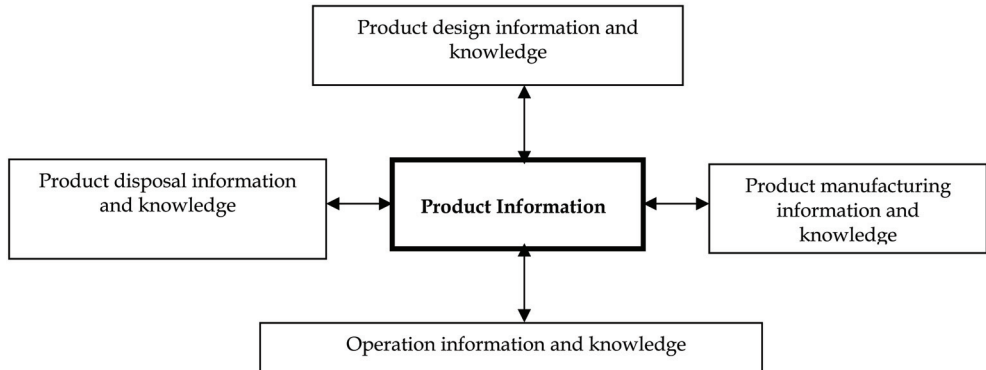 Product design information and
knowledge
Product disposal information
and knowledge
Product Information
Product manufacturing
information and
knowledge
Operation information and knowledge